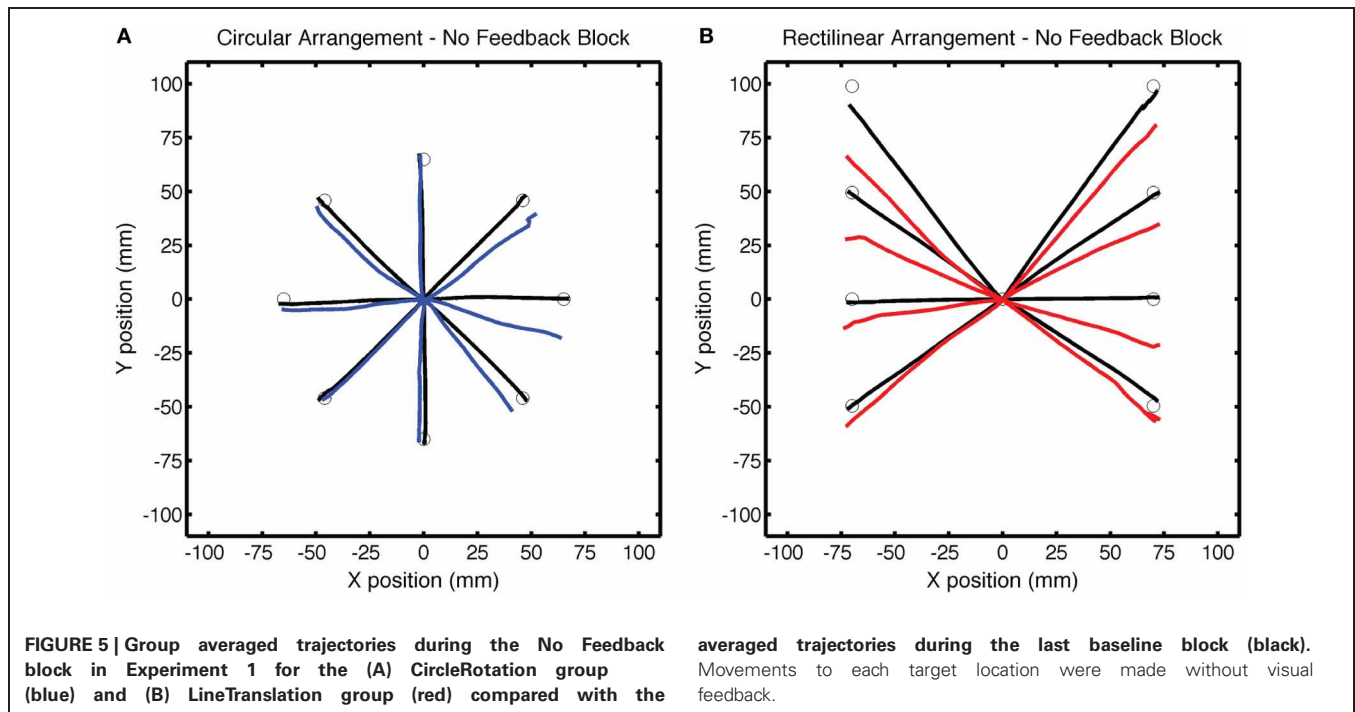 A
Circular Arrangement - No Feedback Block
100
75
50
25
0
-25
-50
-75
-100
Y position (mm)
-100 -75 -50 -25 0 25 50 75 100
X position (mm)
B
Rectilinear Arrangement - No Feedback Block
100
75
50
25
0
-25
-50
-75
-100
Y position (mm)
-100 -75 -50 -25 0 25 50 75 100
X position (mm)
FIGURE 5 | Group averaged trajectories during the No Feedback
block in Experiment 1 for the (A) CircleRotation group
(blue) and (B) LineTranslation group (red) compared with the
averaged trajectories during the last baseline block (black).
Movements to each target location were made without visual
feedback.